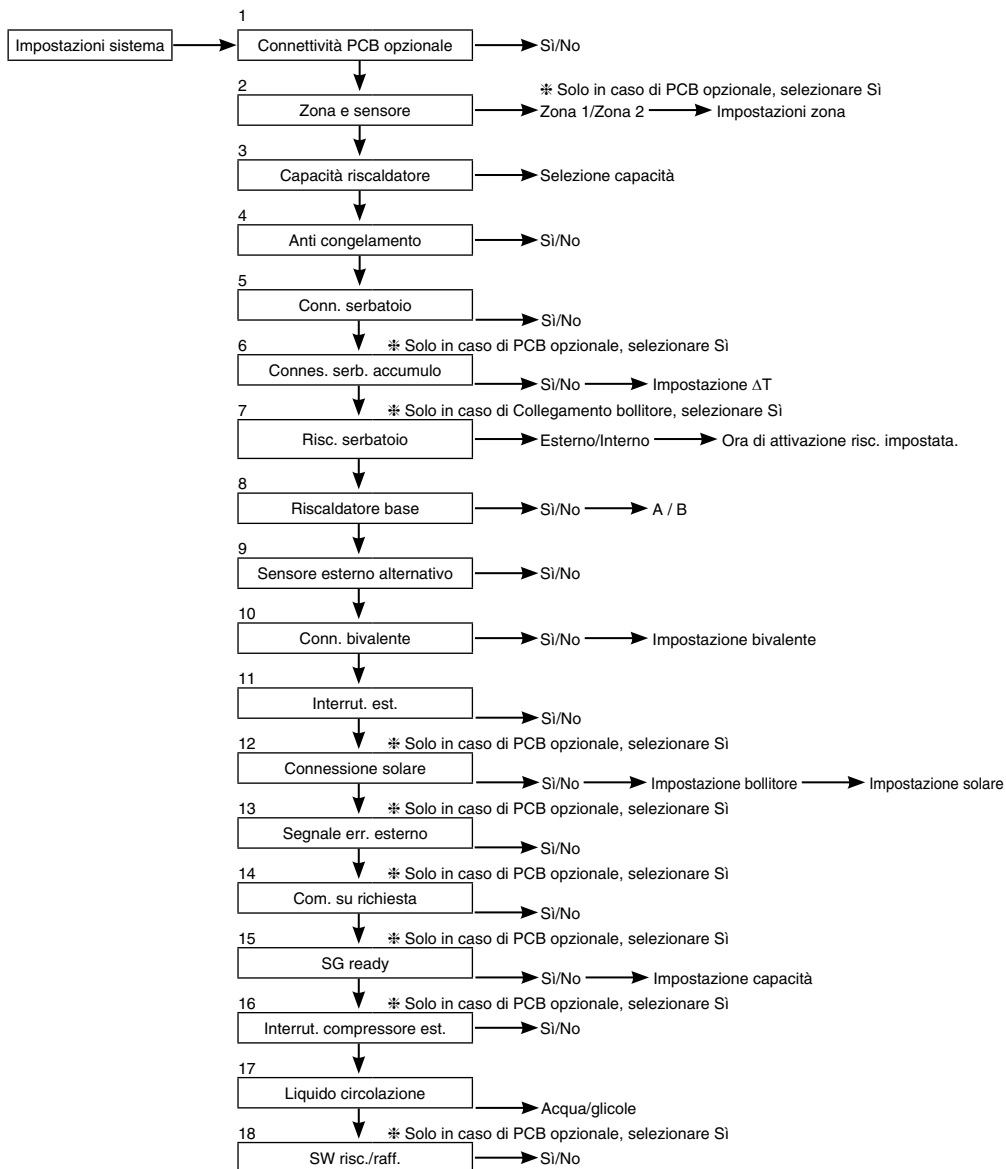 1
Impostazioni sistema
Connettività PCB opzionale
Sì/No
2
❈ Solo in caso di PCB opzionale, selezionare Sì
Zona e sensore
Zona 1/Zona 2
Impostazioni zona
3
Capacità riscaldatore
Selezione capacità
4
Anti congelamento
Sì/No
5
Conn. serbatoio
Sì/No
❈ Solo in caso di PCB opzionale, selezionare Sì
6
Connes. serb. accumulo
Sì/No
Impostazione ΔT
7
❈ Solo in caso di Collegamento bollitore, selezionare Sì
Risc. serbatoio
Esterno/Interno
Ora di attivazione risc. impostata.
8
Riscaldatore base
Sì/No
A / B
9
Sensore esterno alternativo
Sì/No
10
Conn. bivalente
Sì/No
Impostazione bivalente
11
Interrut. est.
Sì/No
12
❈ Solo in caso di PCB opzionale, selezionare Sì
Connessione solare
Sì/No
Impostazione bollitore
Impostazione solare
13
❈ Solo in caso di PCB opzionale, selezionare Sì
Segnale err. esterno
Sì/No
14
❈ Solo in caso di PCB opzionale, selezionare Sì
Com. su richiesta
Sì/No
15
❈ Solo in caso di PCB opzionale, selezionare Sì
SG ready
Sì/No
Impostazione capacità
16
❈ Solo in caso di PCB opzionale, selezionare Sì
Interrut. compressore est.
Sì/No
17
Liquido circolazione
Acqua/glicole
18
❈ Solo in caso di PCB opzionale, selezionare Sì
SW risc./raff.
Sì/No